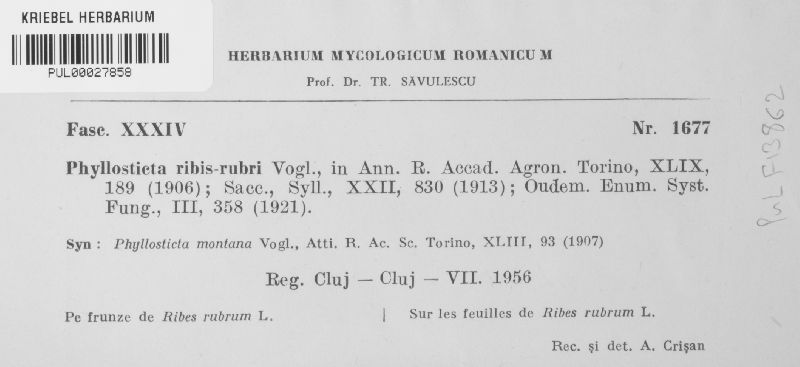 KRIEBEL HERBARIUM
PUL00027858
HERBARIUM MYCOLOGICUM ROMANICUM
Prof. Dr. TR. SĂVULESCU
Fasc. XXXIV Nr. 1677
Phyllosticta ribis-rubri Vogl., in Ann. R. Accad. Agron. Torino, XLIX,
189 (1906); Sacc., Syll., XXII, 830 (1913); Oudem. Enum. Syst.
Fung., III, 358 (1921).
Syn: Phyllosticta montana Vogl., Atti. R. Ac. Sc. Torino, XLIII, 93 (1907)
Reg. Cluj — Cluj — VII. 1956
Pe frunze de Ribes rubrum L. | Sur les feuilles de Ribes rubrum L.
Rec. și det. A. Crișan
PUL F13862